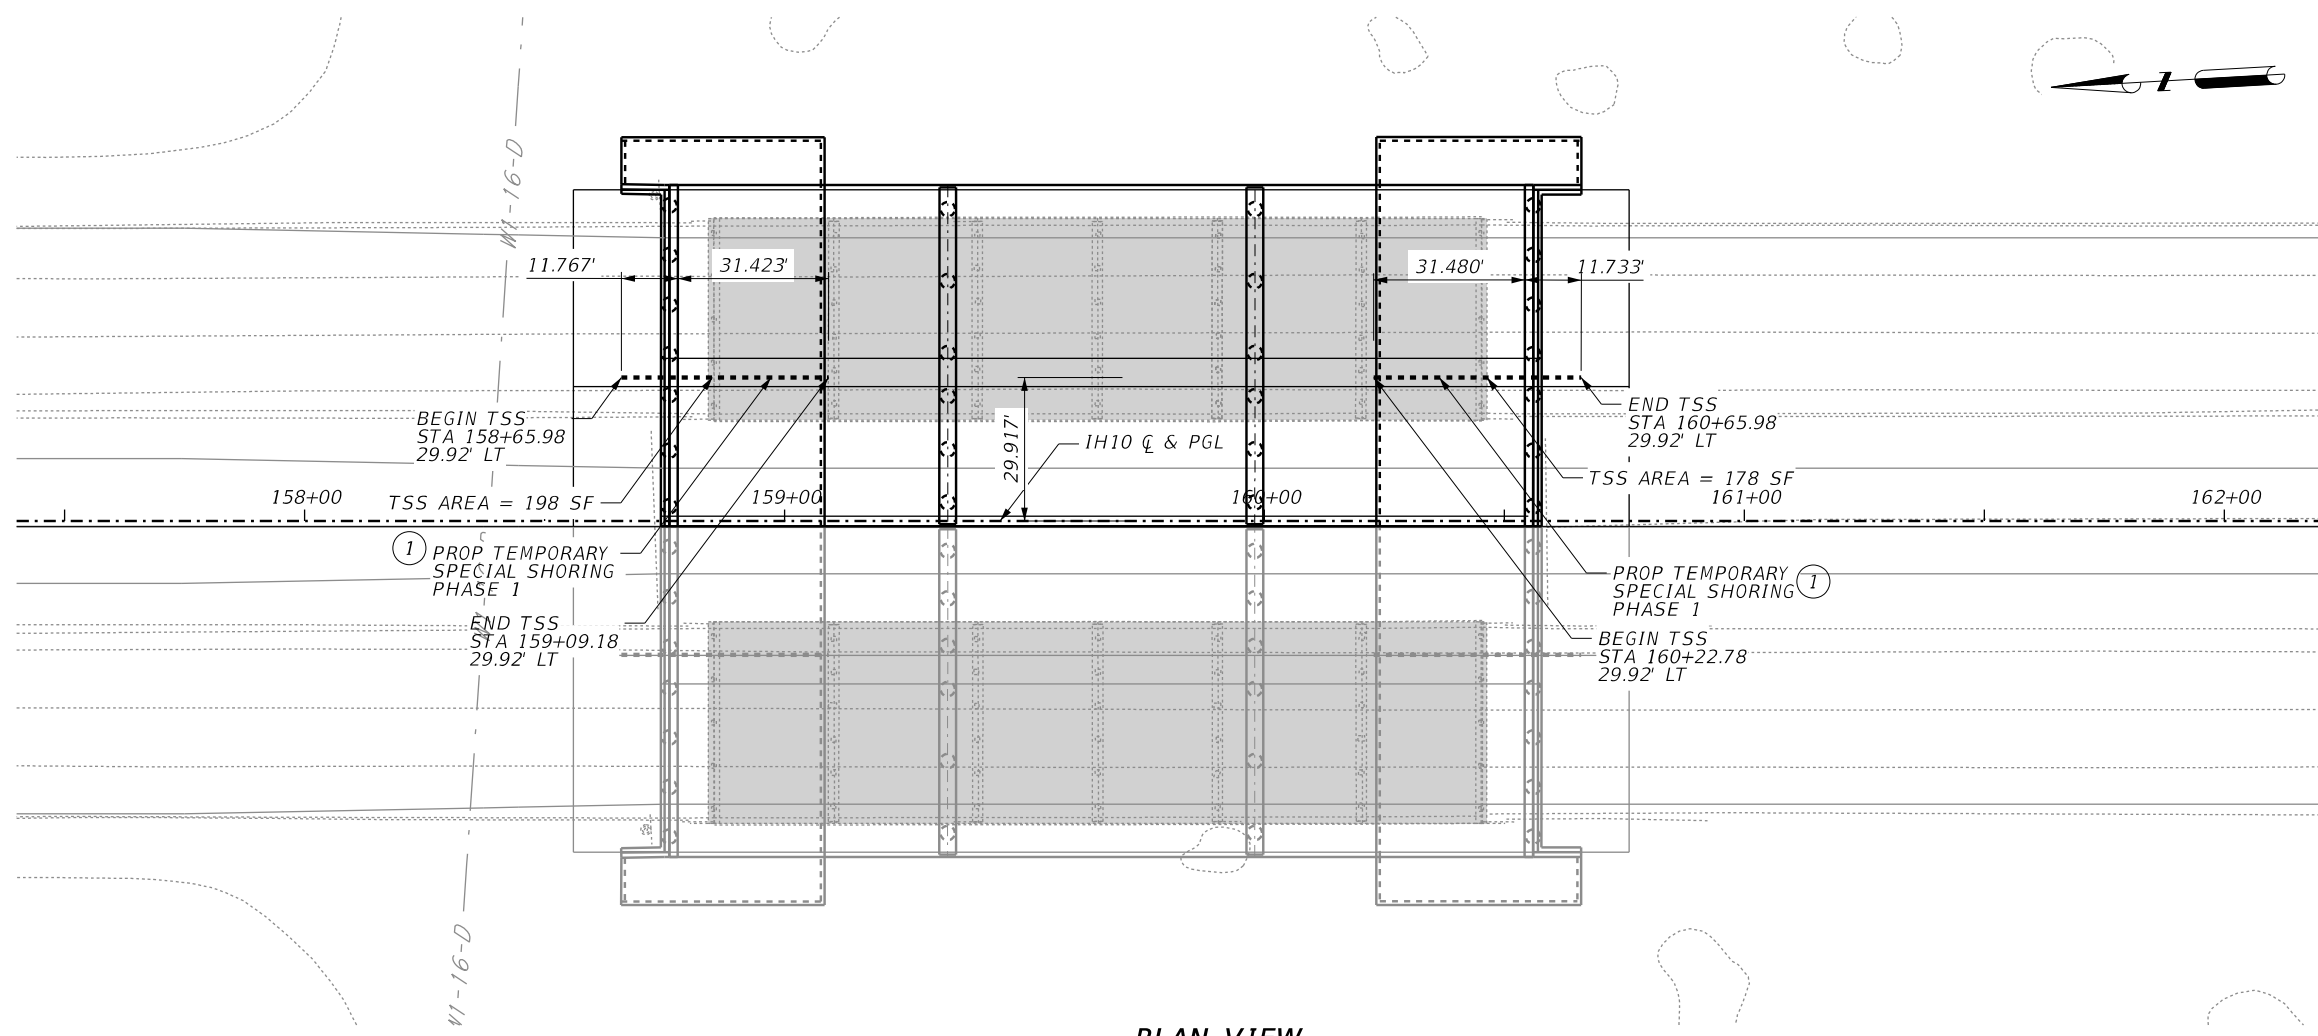 W1-16-D
Z
11.767'
31.423'
31.480'
11.733'
BEGIN TSS
STA 158+65.98
29.92' LT
END TSS
STA 160+65.98
29.92' LT
29.917'
IH10 ℄ & PGL
TSS AREA = 178 SF
158+00
TSS AREA = 198 SF
159+00
160+00
161+00
162+00
1
PROP TEMPORARY
SPECIAL SHORING
PHASE 1
PROP TEMPORARY
SPECIAL SHORING
PHASE 1
1
END TSS
STA 159+09.18
29.92' LT
BEGIN TSS
STA 160+22.78
29.92' LT
W1-16-D
PLAN VIEW